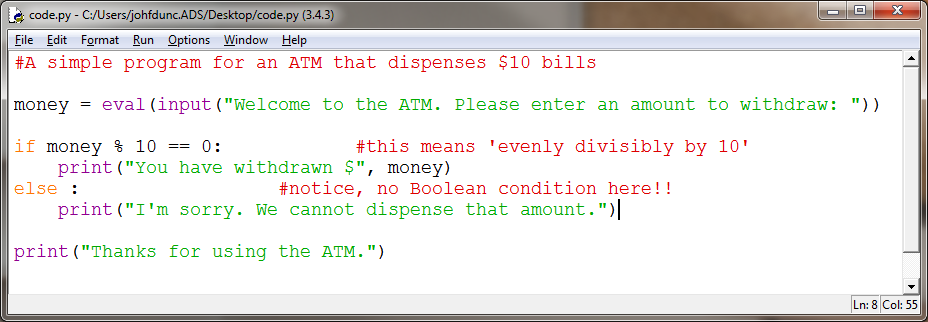 code.py - C:/Users/johfdunc.ADS/Desktop/code.py (3.4.3)
File Edit Format Run Options Window Help
#A simple program for an ATM that dispenses $10 bills
money = eval(input("Welcome to the ATM. Please enter an amount to withdraw: "))
if money % 10 == 0: #this means 'evenly divisibly by 10'
print("You have withdrawn $", money)
else : #notice, no Boolean condition here!!
print("I'm sorry. We cannot dispense that amount.")
print("Thanks for using the ATM.")
Ln: 8 Col: 55